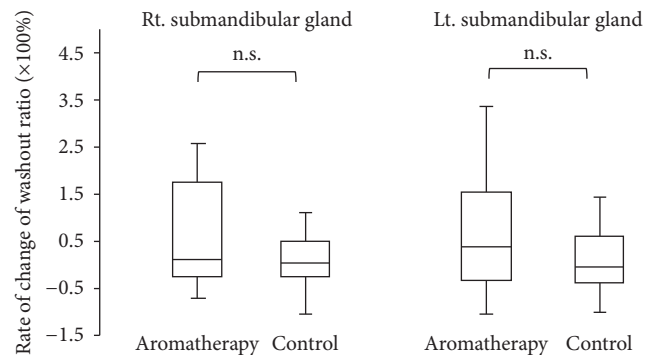 Rt. submandibular gland
Lt. submandibular gland
Rate of change of washout ratio (×100%)
4.5
3.5
2.5
1.5
0.5
−0.5
−1.5
n.s.
n.s.
Aromatherapy Control
Aromatherapy Control